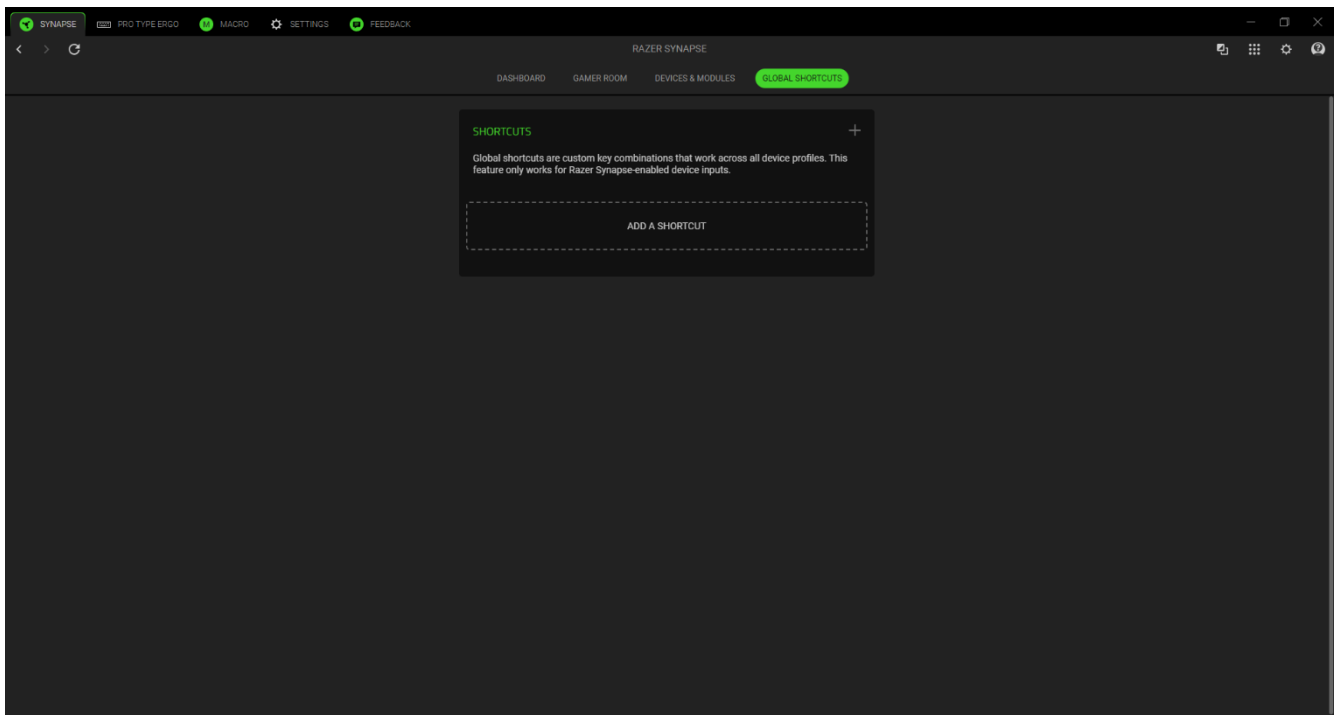 SYNAPSE PRO TYPE ERGO M MACRO SETTINGS FEEDBACK
RAZER SYNAPSE
DASHBOARD GAMER ROOM DEVICES & MODULES GLOBAL SHORTCUTS
SHORTCUTS
Global shortcuts are custom key combinations that work across all device profiles. This
feature only works for Razer Synapse-enabled device inputs.
ADD A SHORTCUT